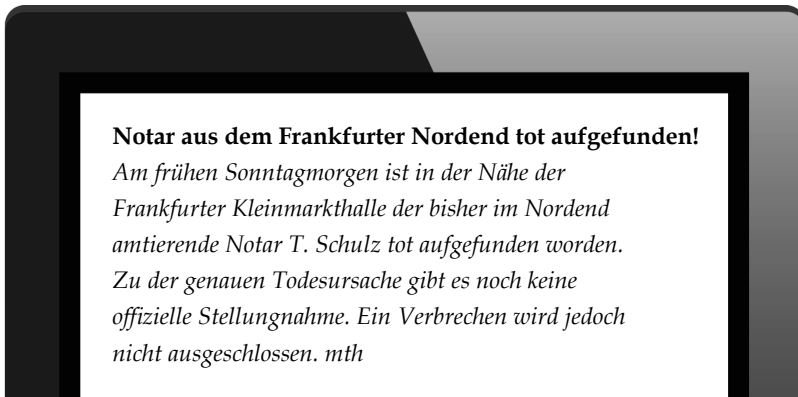 Notar aus dem Frankfurter Nordend tot aufgefunden!
Am frühen Sonntagmorgen ist in der Nähe der
Frankfurter Kleinmarkthalle der bisher im Nordend
amtierende Notar T. Schulz tot aufgefunden worden.
Zu der genauen Todesursache gibt es noch keine
offizielle Stellungnahme. Ein Verbrechen wird jedoch
nicht ausgeschlossen. mth